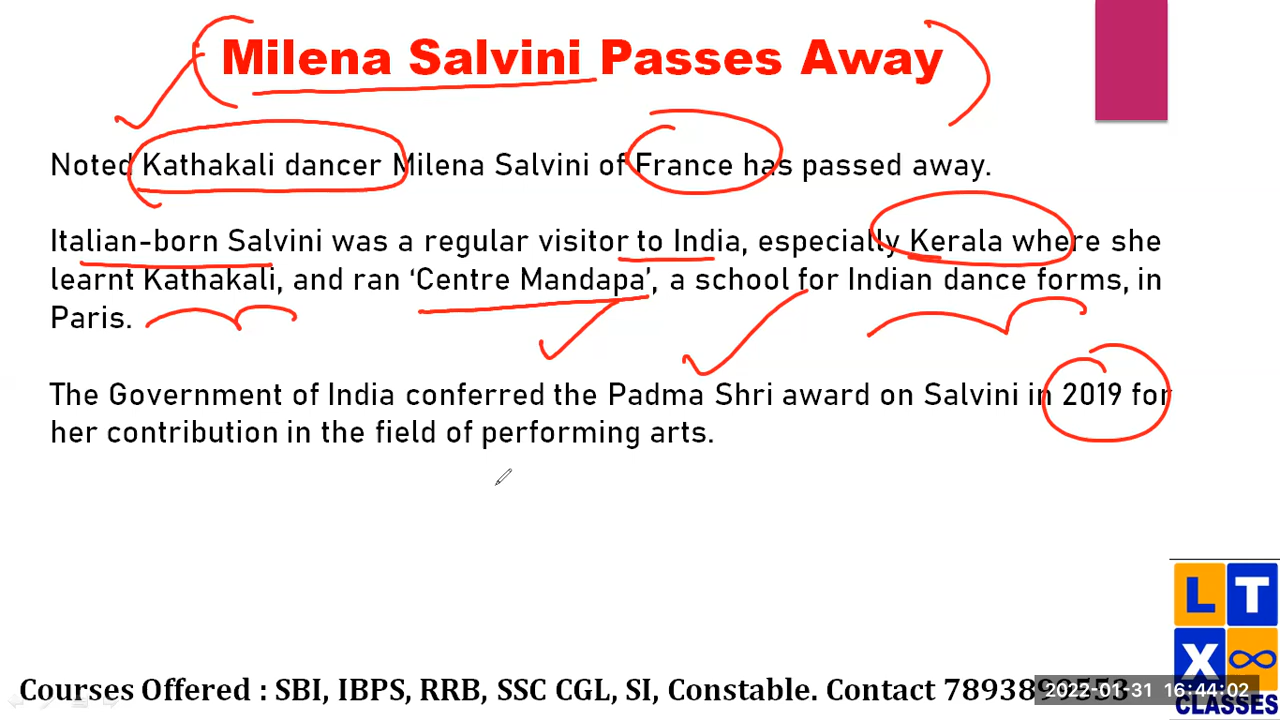 Milena Salvini Passes Away
Noted Kathakali dancer Milena Salvini of France has passed away.
Italian-born Salvini was a regular visitor to India, especially Kerala where she
learnt Kathakali, and ran ‘Centre Mandapa’, a school for Indian dance forms, in
Paris.
The Government of India conferred the Padma Shri award on Salvini in 2019 for
her contribution in the field of performing arts.
L T
X ∞
CLASSES
Courses Offered : SBI, IBPS, RRB, SSC CGL, SI, Constable. Contact
2022-01-31 16:44:02